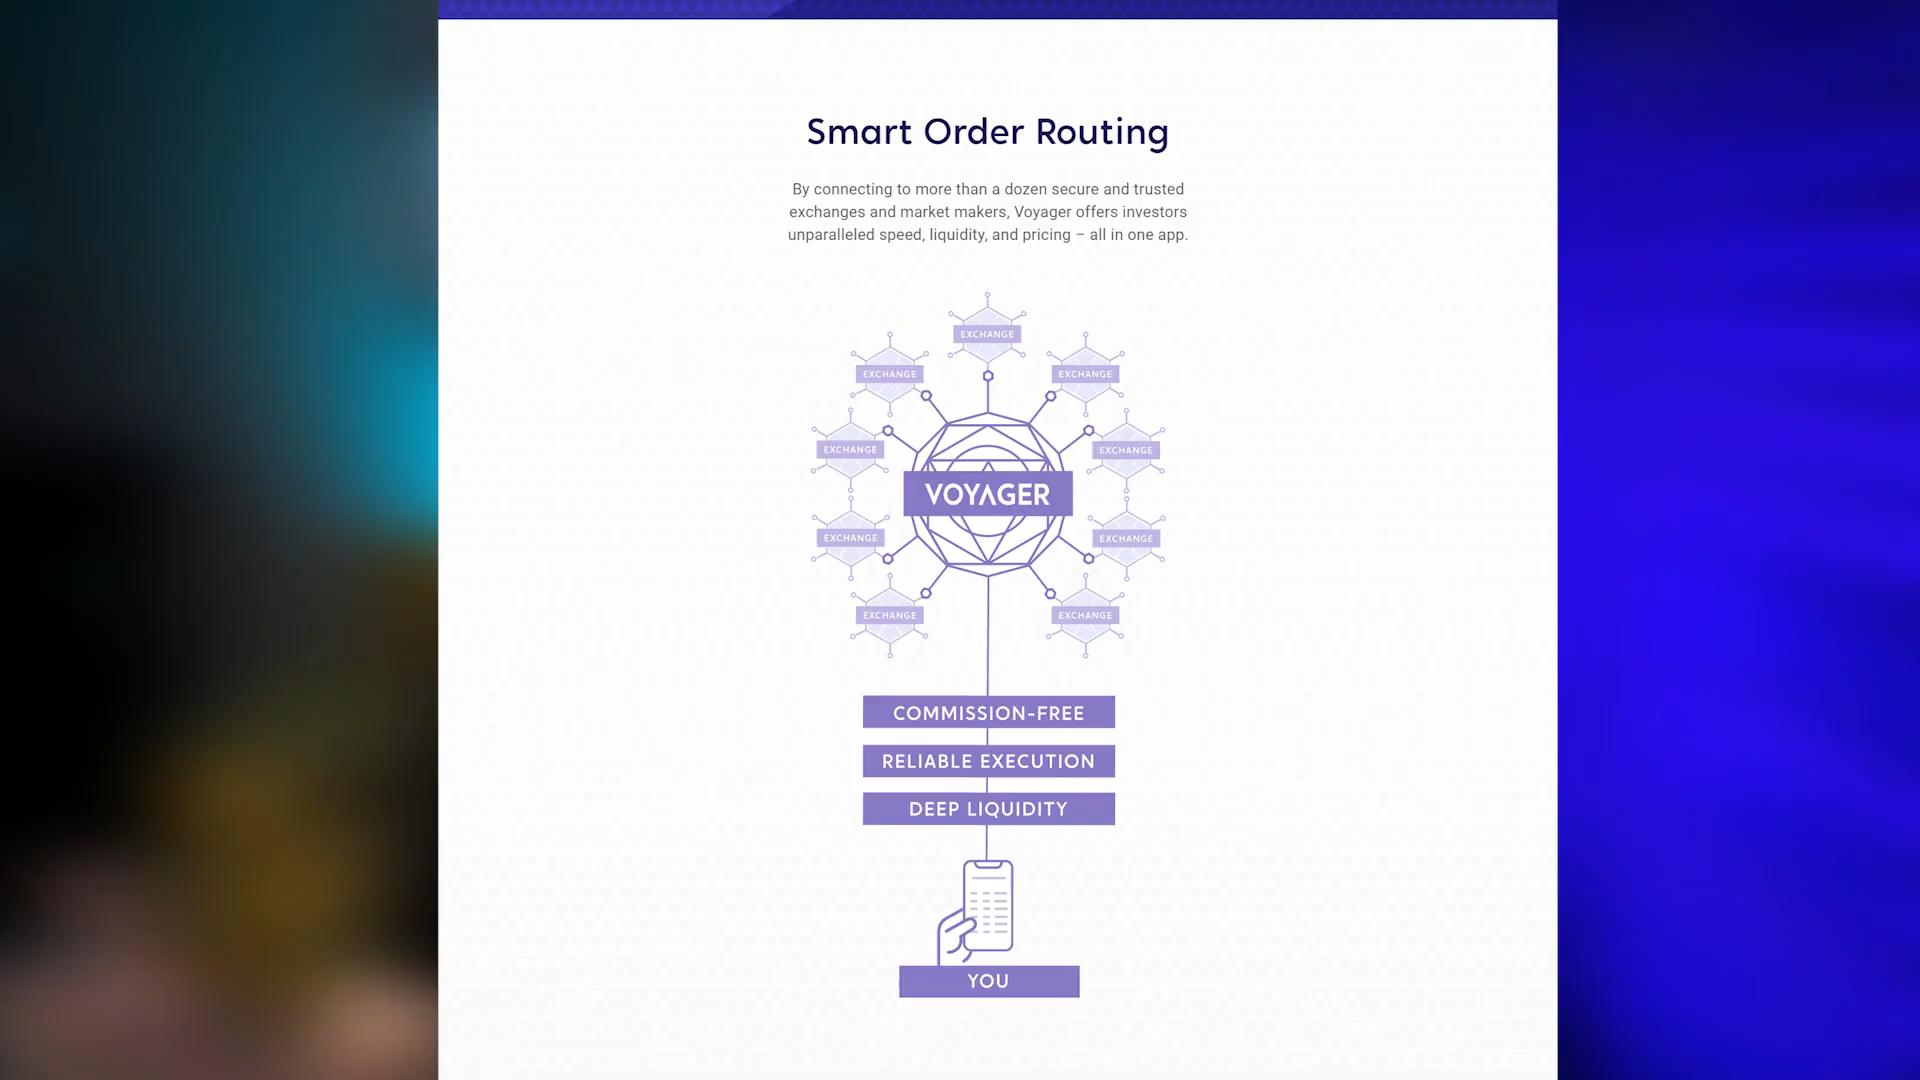 Smart Order Routing
By connecting to more than a dozen secure and trusted
exchanges and market makers, Voyager offers investors
unparalleled speed, liquidity, and pricing – all in one app.
EXCHANGE
EXCHANGE
EXCHANGE
EXCHANGE
EXCHANGE
VOYAGER
EXCHANGE
EXCHANGE
EXCHANGE
EXCHANGE
COMMISSION-FREE
RELIABLE EXECUTION
DEEP LIQUIDITY
YOU